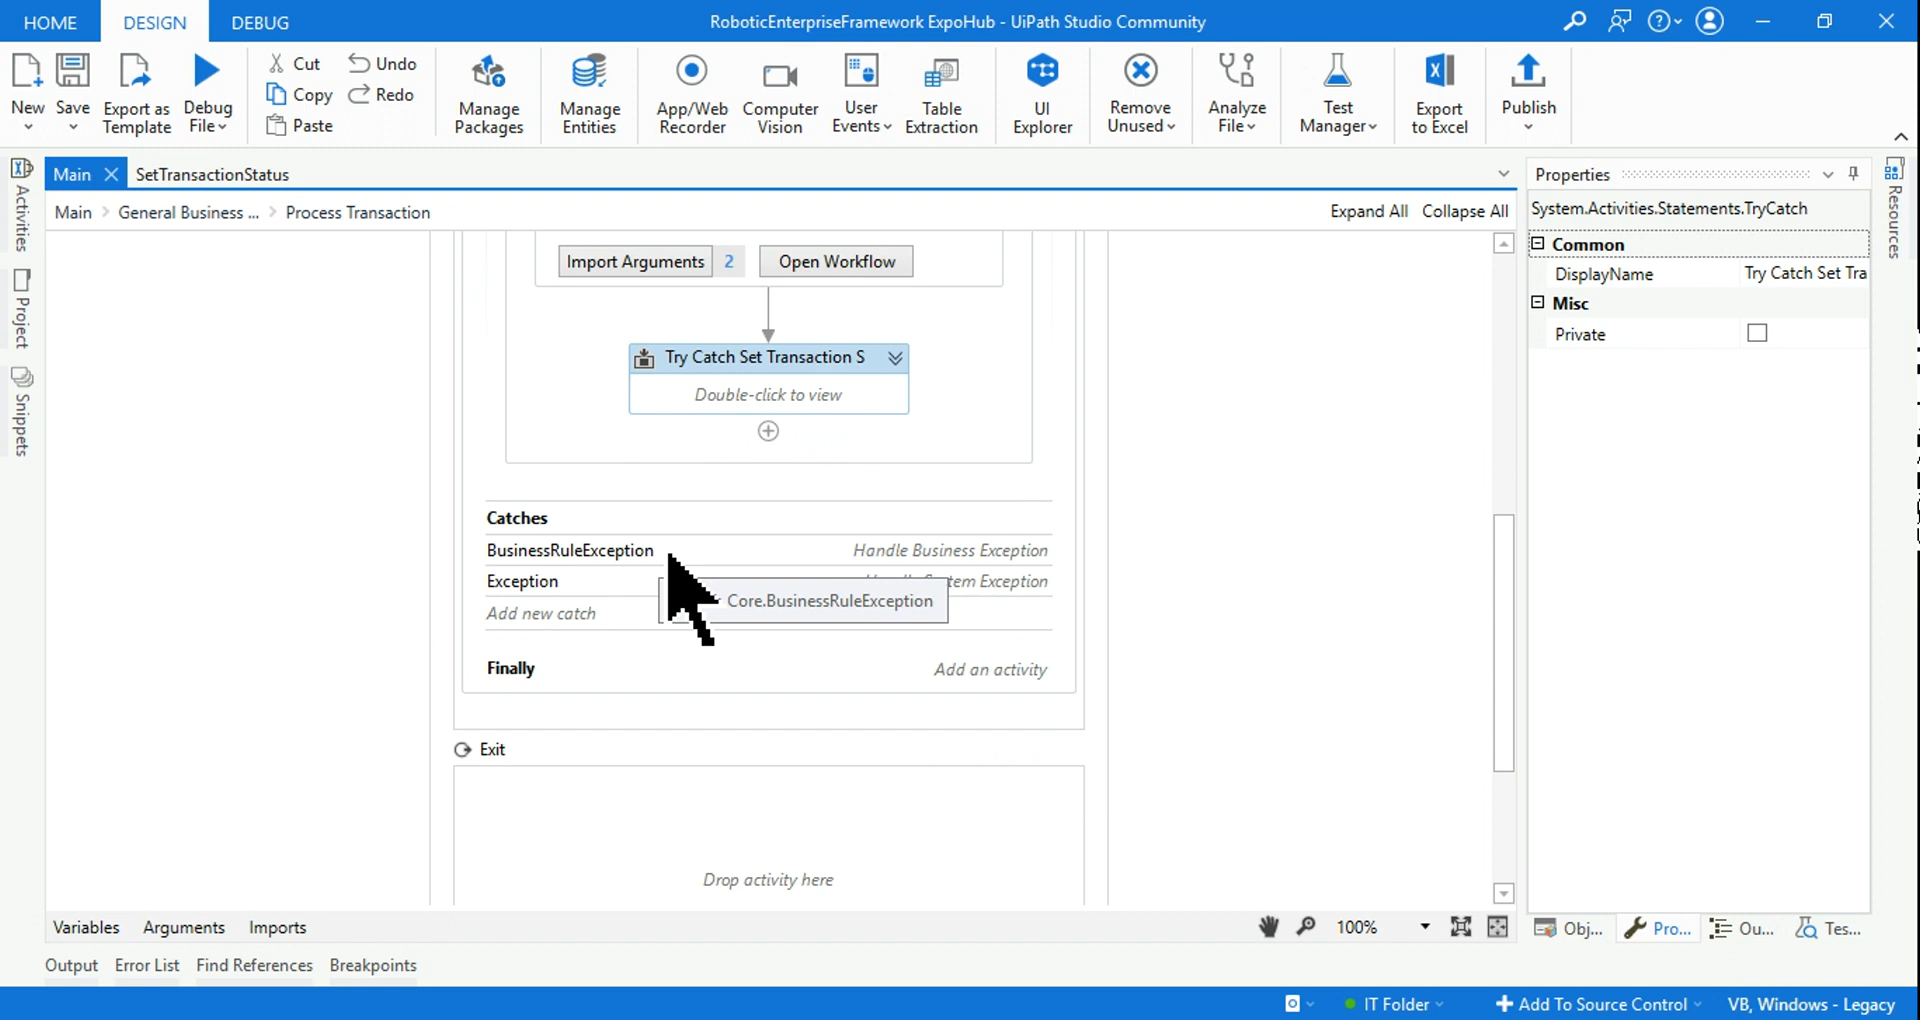 HOME DESIGN DEBUG RoboticEnterpriseFramework ExpoHub - UiPath Studio Community
New Save Export as Template Debug File Cut Copy Paste Undo Redo Manage Packages Manage Entities App/Web Recorder Computer Vision User Events Table Extraction UI Explorer Remove Unused Analyze File Test Manager Export to Excel Publish
Activities
Project
Snippets
Main SetTransactionStatus
Main General Business ... Process Transaction Expand All Collapse All
Import Arguments 2 Open Workflow
Try Catch Set Transaction S
Double-click to view
Catches
BusinessRuleException Handle Business Exception
Exception System Exception
Core.BusinessRuleException
Add new catch
Finally Add an activity
Exit
Drop activity here
Variables Arguments Imports 100%
Output Error List Find References Breakpoints
Properties
System.Activities.Statements.TryCatch
Common
DisplayName Try Catch Set Tra
Misc
Private
Obj... Pro... Ou... Tes...
Resources
IT Folder Add To Source Control VB, Windows - Legacy